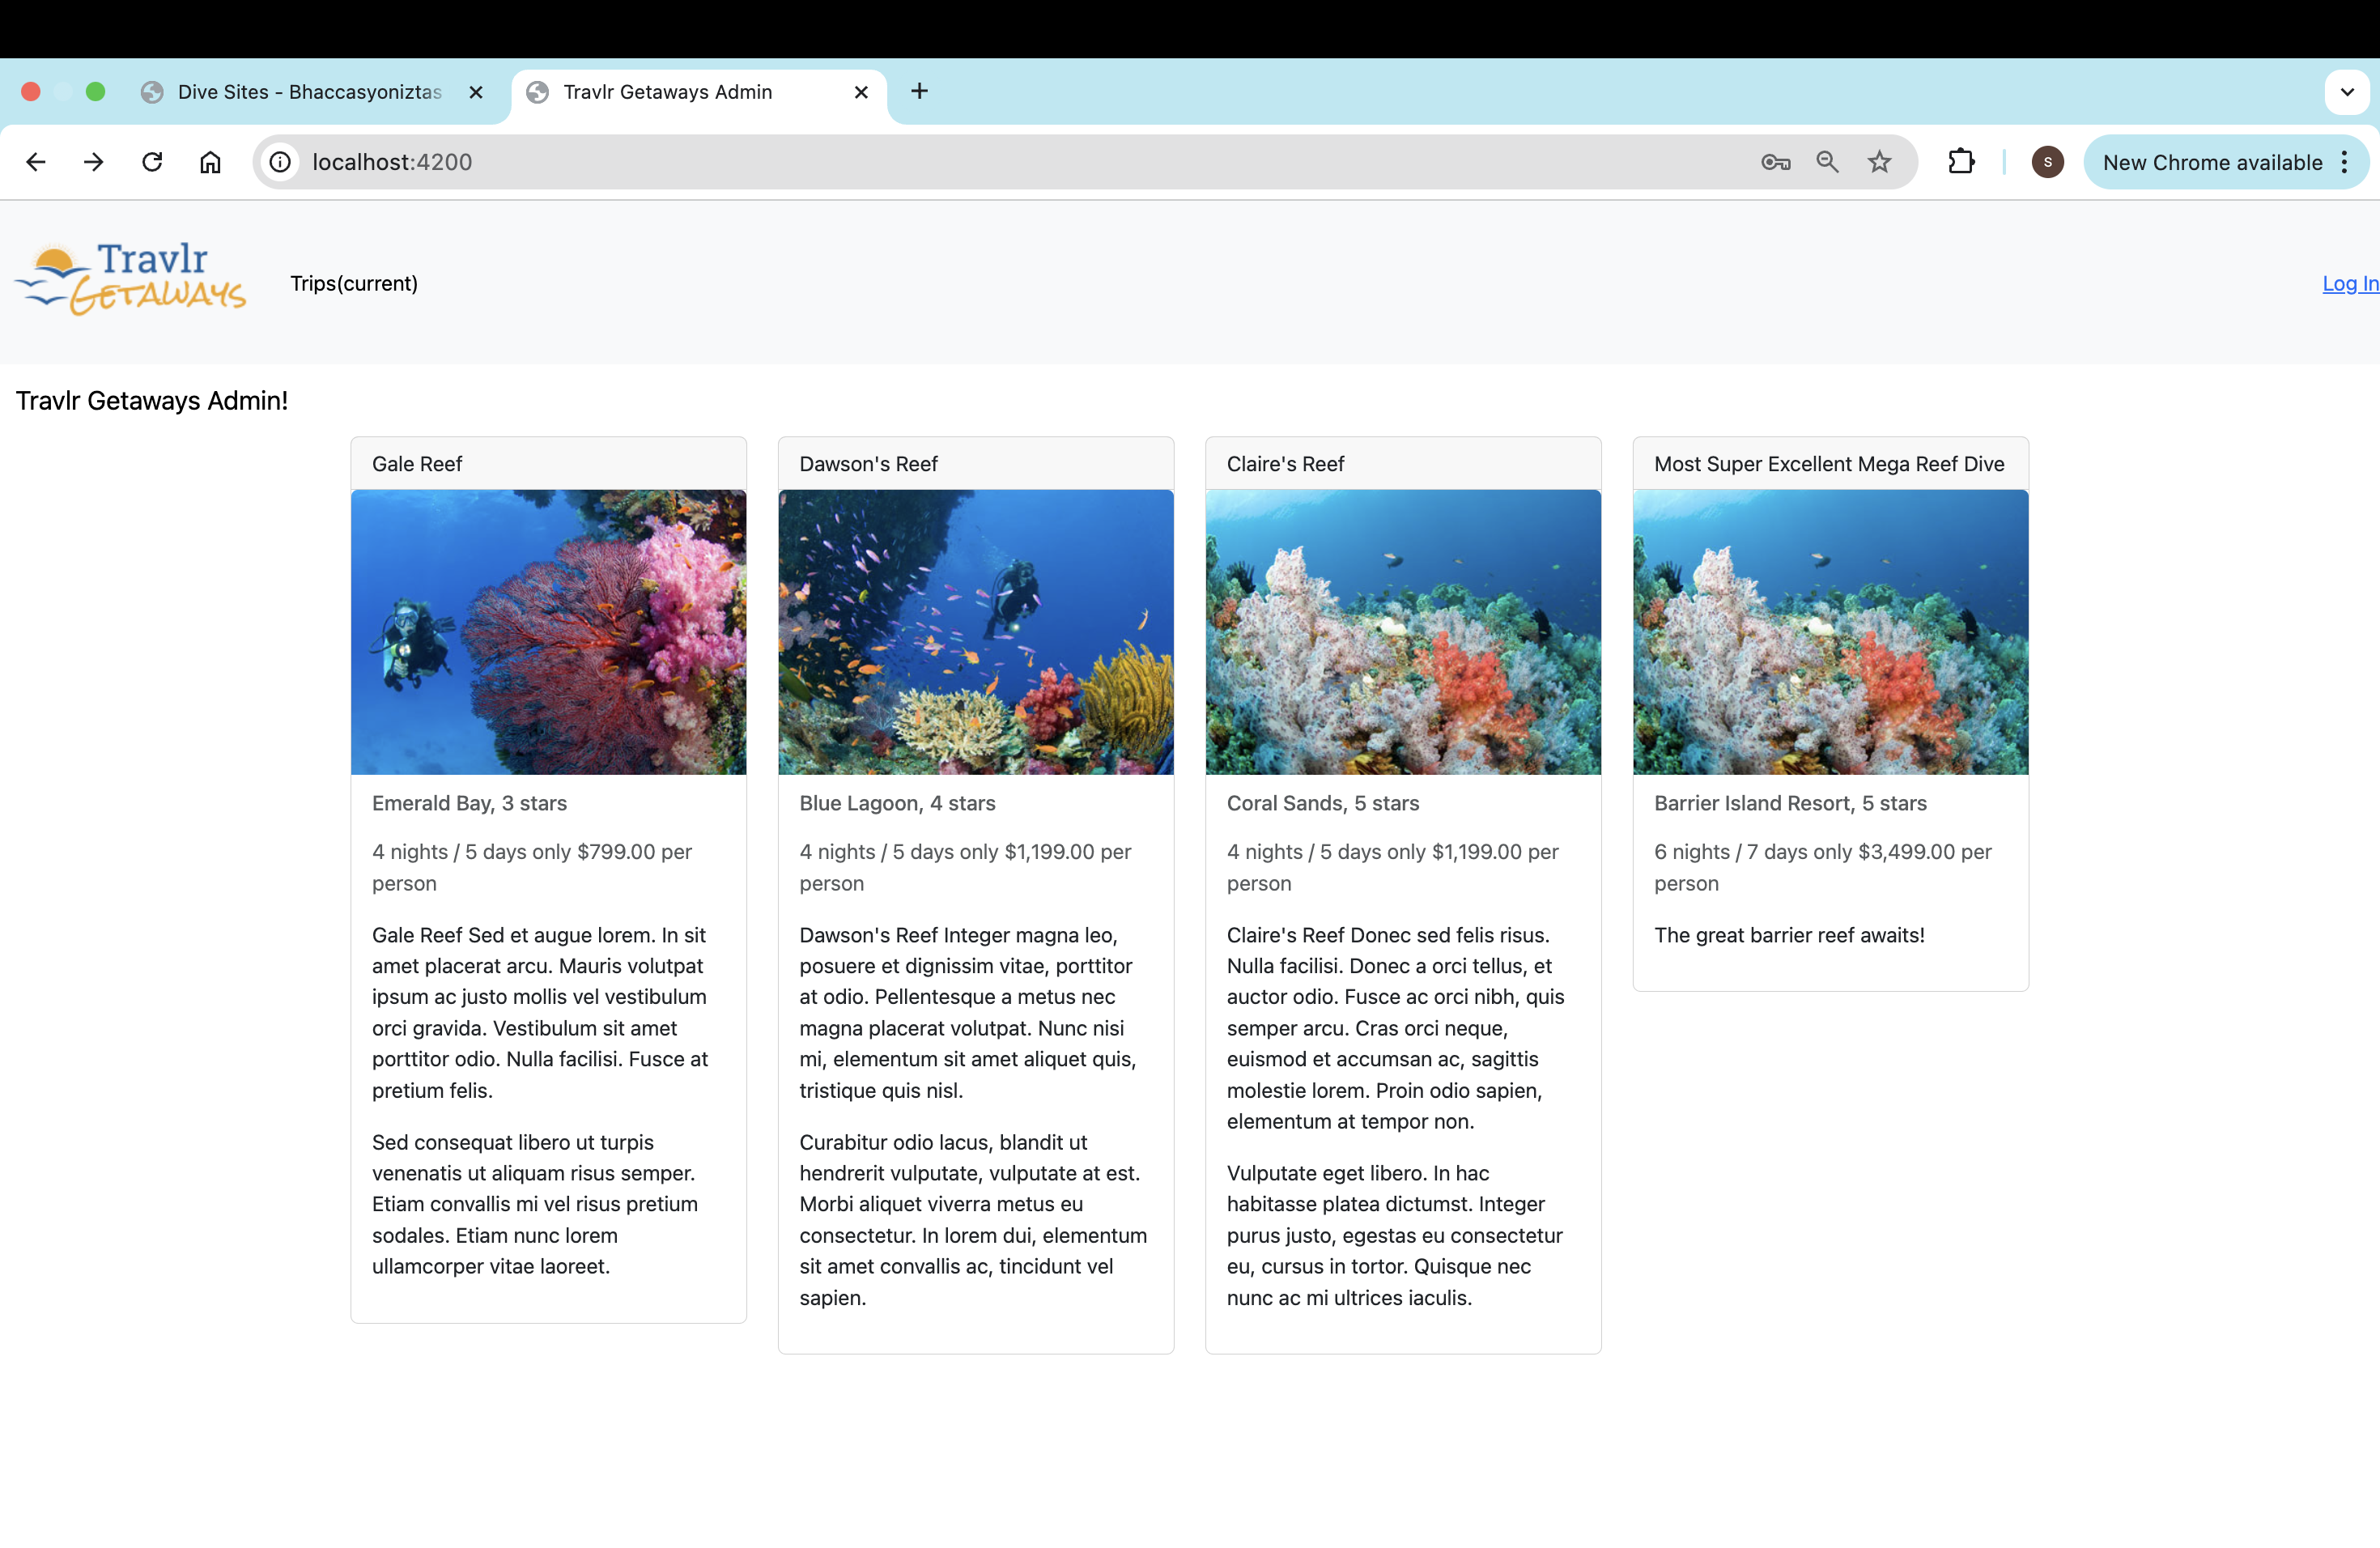 Dive Sites - Bhaccasyoniztas
Travlr Getaways Admin
localhost:4200
S
New Chrome available
Travlr
GETAWAYS
Trips(current)
Log In
Travlr Getaways Admin!
Gale Reef
Emerald Bay, 3 stars
4 nights / 5 days only $799.00 per
person
Gale Reef Sed et augue lorem. In sit
amet placerat arcu. Mauris volutpat
ipsum ac justo mollis vel vestibulum
orci gravida. Vestibulum sit amet
porttitor odio. Nulla facilisi. Fusce at
pretium felis.
Sed consequat libero ut turpis
venenatis ut aliquam risus semper.
Etiam convallis mi vel risus pretium
sodales. Etiam nunc lorem
ullamcorper vitae laoreet.
Dawson's Reef
Blue Lagoon, 4 stars
4 nights / 5 days only $1,199.00 per
person
Dawson's Reef Integer magna leo,
posuere et dignissim vitae, porttitor
at odio. Pellentesque a metus nec
magna placerat volutpat. Nunc nisi
mi, elementum sit amet aliquet quis,
tristique quis nisl.
Curabitur odio lacus, blandit ut
hendrerit vulputate, vulputate at est.
Morbi aliquet viverra metus eu
consectetur. In lorem dui, elementum
sit amet convallis ac, tincidunt vel
sapien.
Claire's Reef
Coral Sands, 5 stars
4 nights / 5 days only $1,199.00 per
person
Claire's Reef Donec sed felis risus.
Nulla facilisi. Donec a orci tellus, et
auctor odio. Fusce ac orci nibh, quis
semper arcu. Cras orci neque,
euismod et accumsan ac, sagittis
molestie lorem. Proin odio sapien,
elementum at tempor non.
Vulputate eget libero. In hac
habitasse platea dictumst. Integer
purus justo, egestas eu consectetur
eu, cursus in tortor. Quisque nec
nunc ac mi ultrices iaculis.
Most Super Excellent Mega Reef Dive
Barrier Island Resort, 5 stars
6 nights / 7 days only $3,499.00 per
person
The great barrier reef awaits!